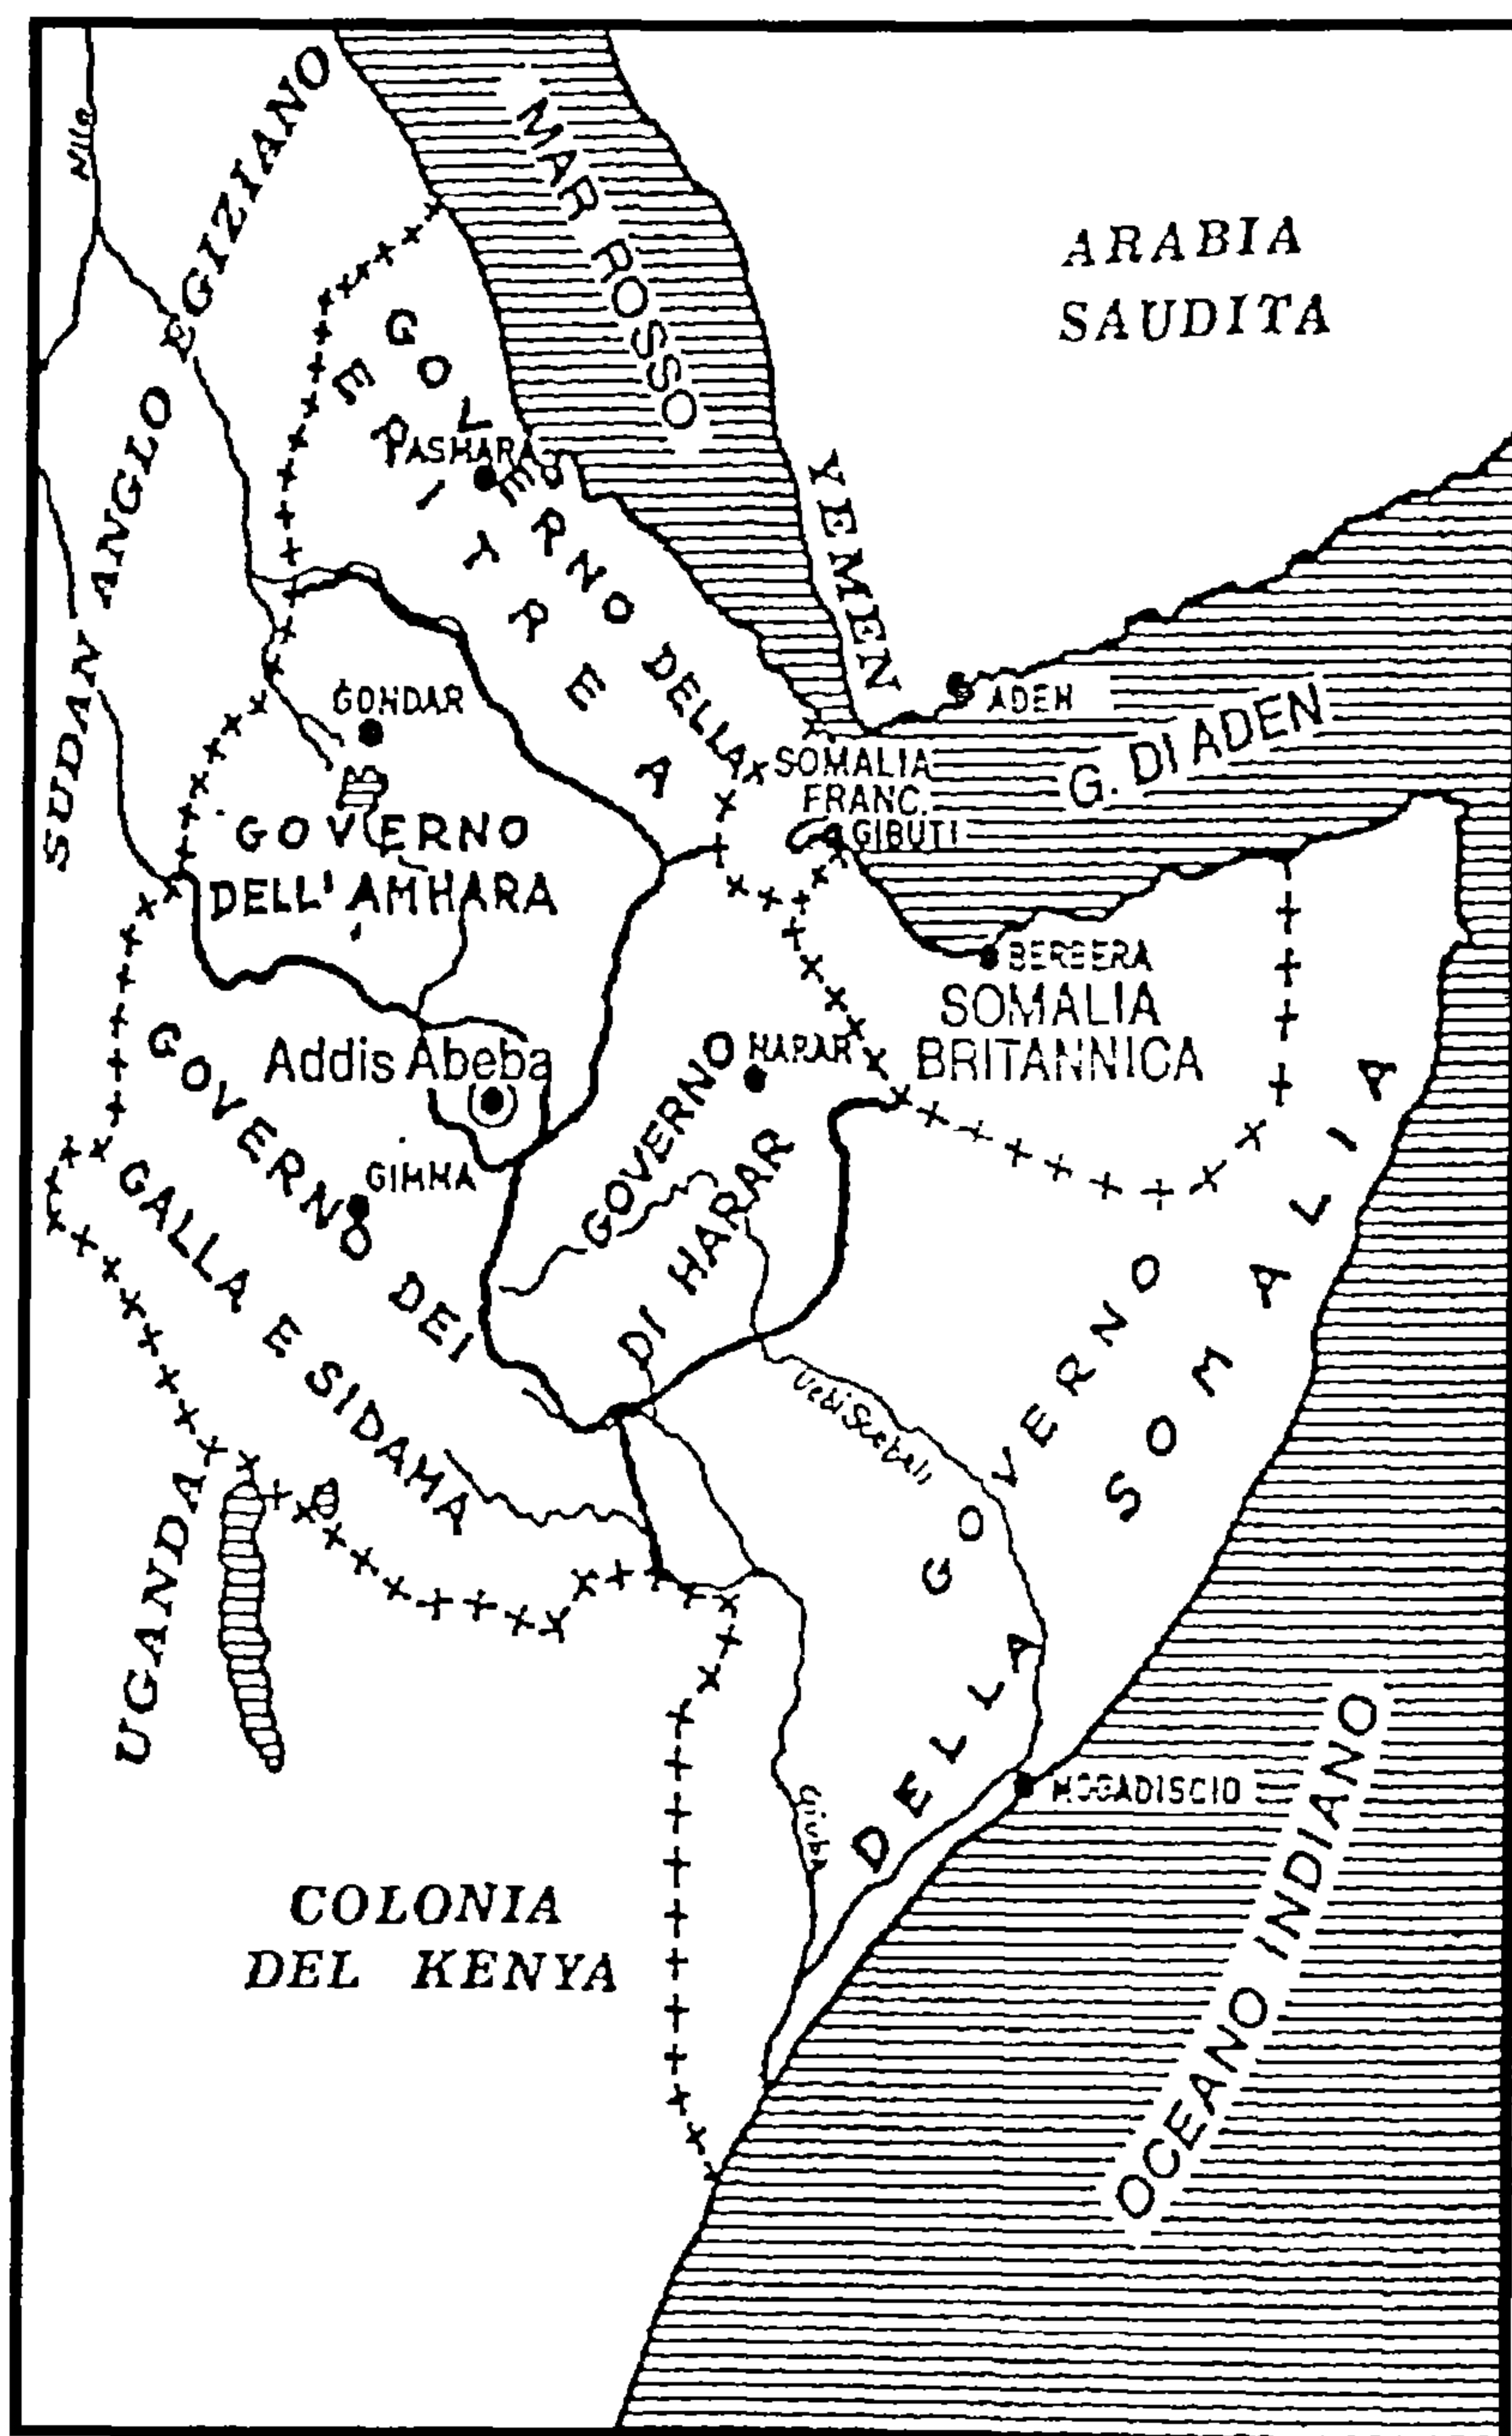 Nilo
SUDAN ANGLO EGIZIANO
MAR ROSSO
ARABIA
SAUDITA
GOVERNO DELLA
ERITREA
ASMARA
YEMEN
ADEN
G. DI ADEN
GONDAR
SOMALIA
FRANC.
GIBUTI
GOVERNO
DELL'AMHARA
BERBERA
SOMALIA
BRITANNICA
Addis Abeba
HARAR
GOVERNO
DI HARAR
GIMMA
GOVERNO DEI
GALLA E SIDAMA
Uebi Scebeli
GOVERNO
DELLA
SOMALIA
UGANDA
Giuba
MOGADISCIO
COLONIA
DEL KENYA
OCEANO INDIANO